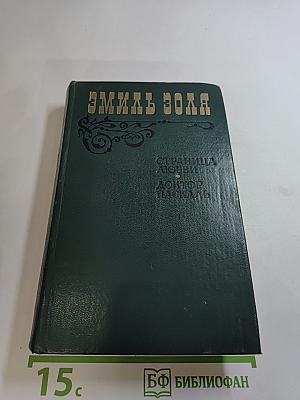 ЭМИЛЬ ЗОЛЯ
СТРАНИЦА
ЛЮБВИ
ДОКТОР
ПАСКАЛЬ
15с
БФ БИБЛИОФАН